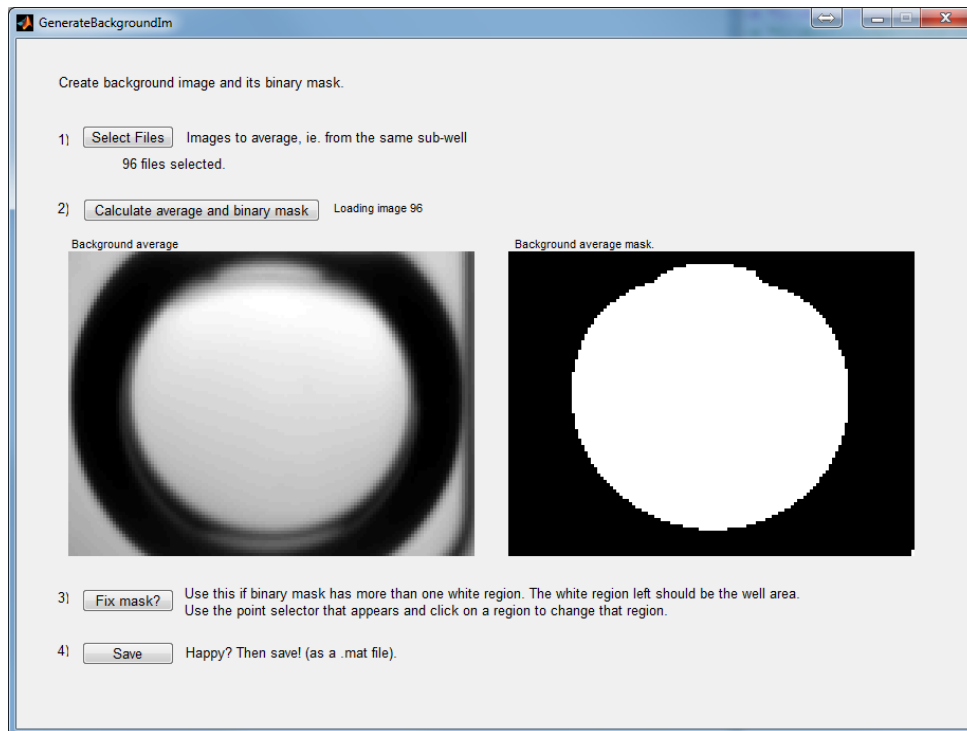 GenerateBackgroundIm
Create background image and its binary mask.
1) Select Files Images to average, ie. from the same sub-well
96 files selected.
2) Calculate average and binary mask Loading image 96
Background average Background average mask.
3) Fix mask? Use this if binary mask has more than one white region. The white region left should be the well area.
Use the point selector that appears and click on a region to change that region.
4) Save Happy? Then save! (as a .mat file).